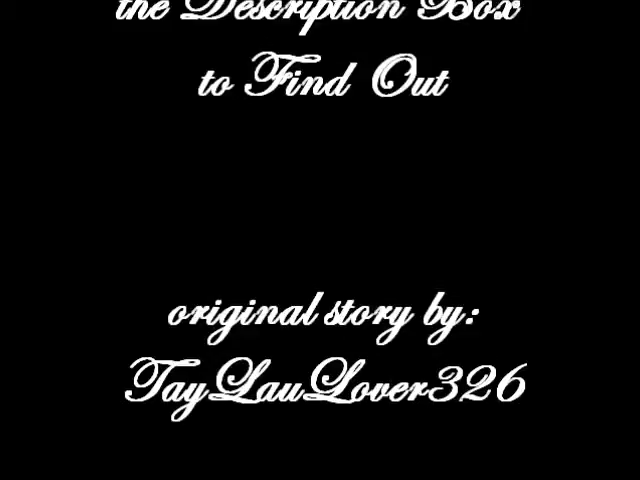 the Description Box
to Find Out
original story by:
TayLauLover326